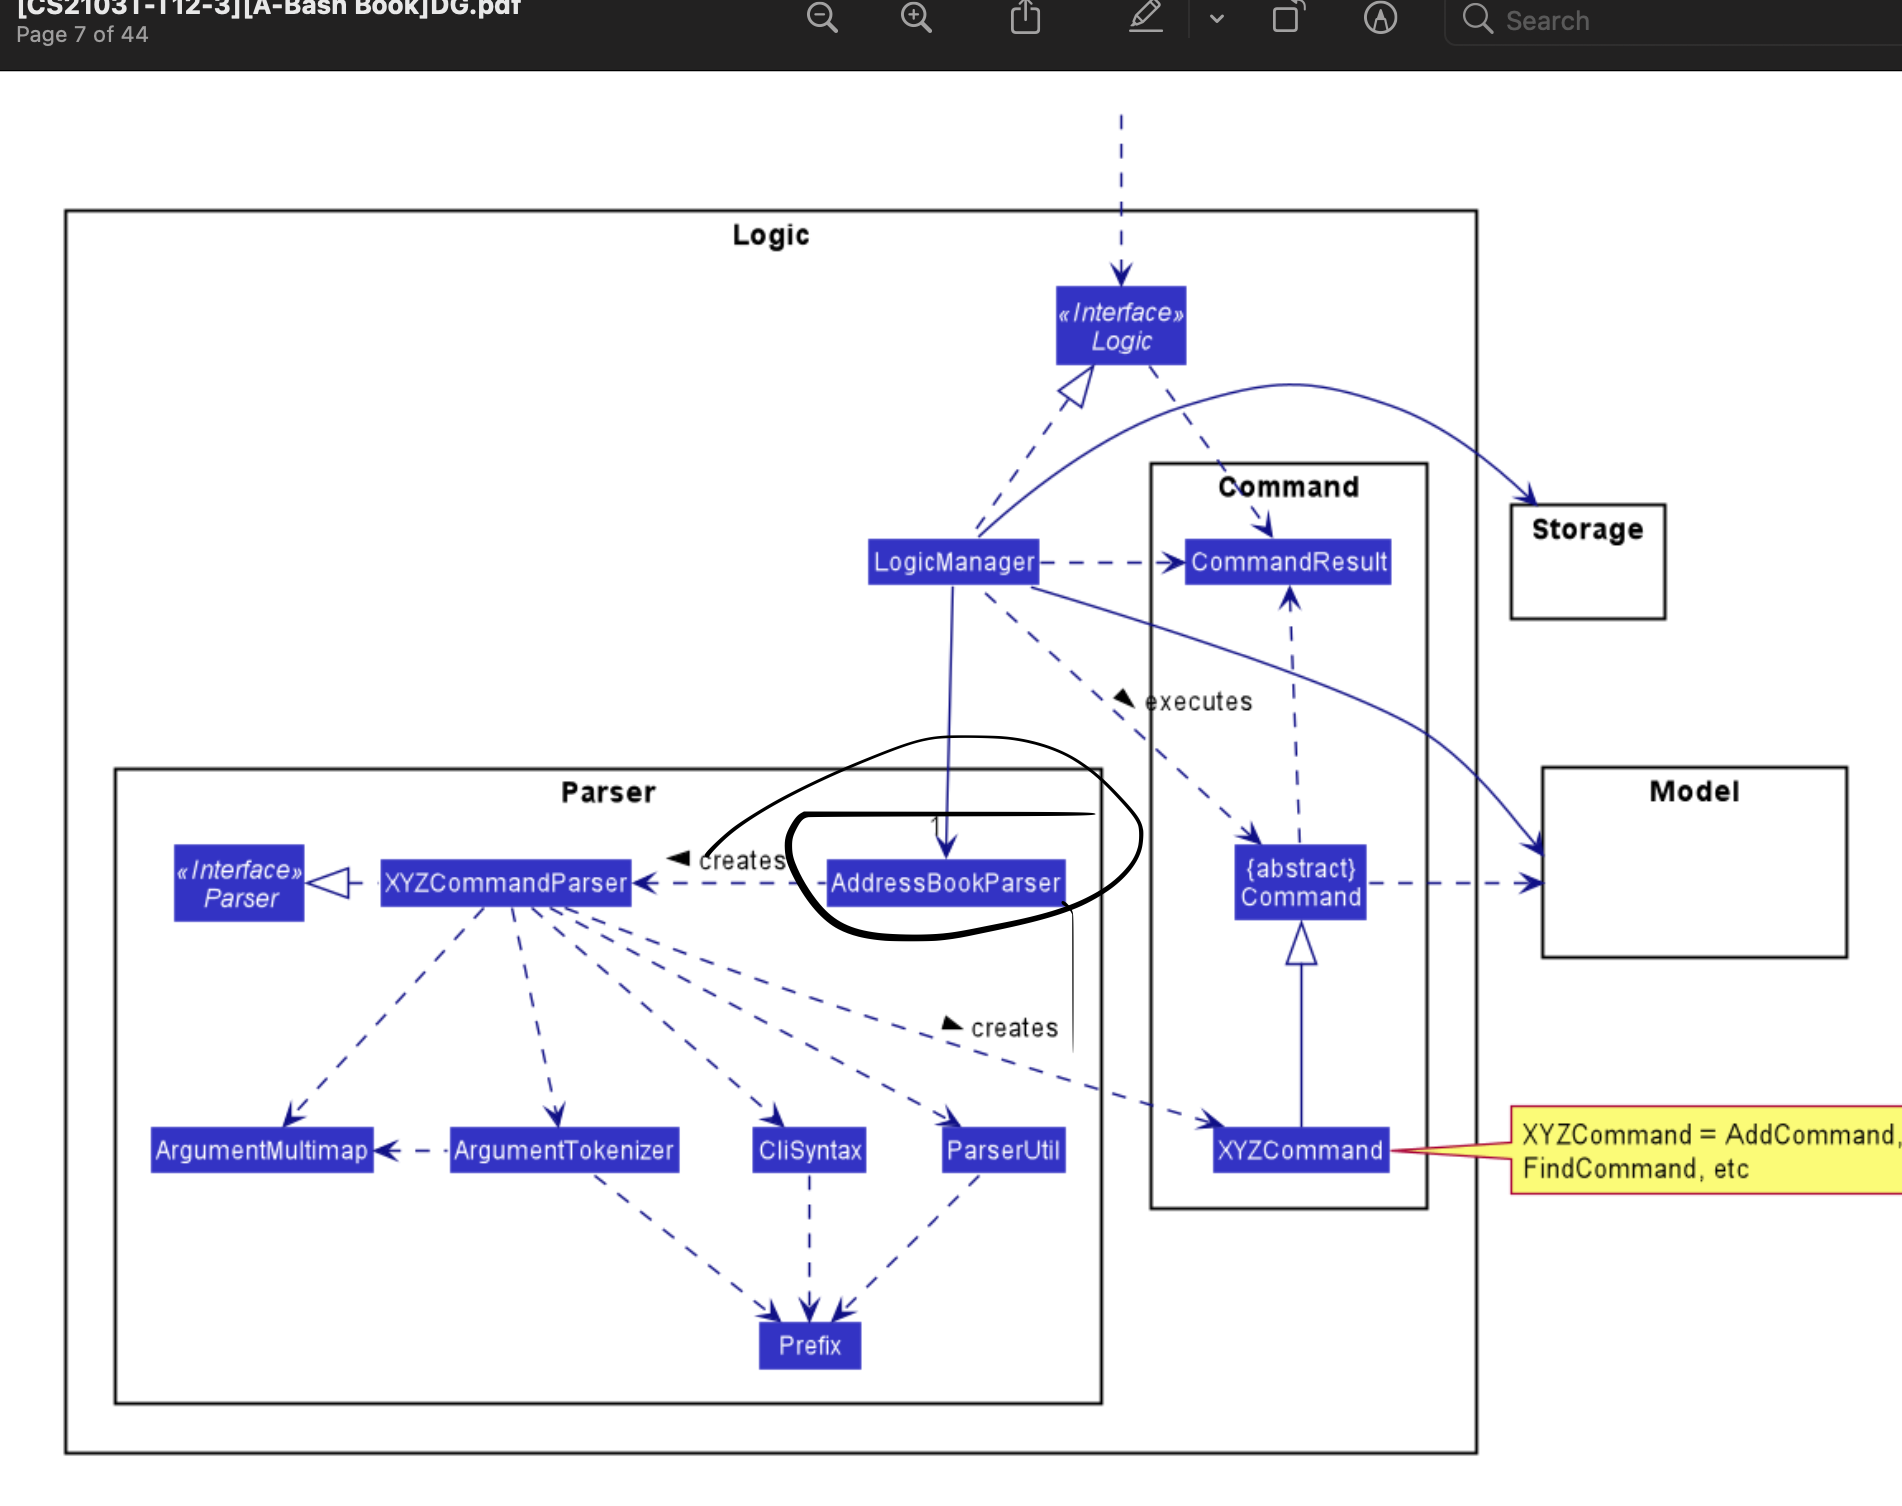 [CS2103T-T12-3][A-Bash Book]DG.pdf
Page 7 of 44
Search
Logic
«Interface»
Logic
Command
Storage
LogicManager
CommandResult
executes
Parser
Model
1
creates
«Interface»
Parser
XYZCommandParser
AddressBookParser
{abstract}
Command
creates
ArgumentMultimap
ArgumentTokenizer
CliSyntax
ParserUtil
XYZCommand
XYZCommand = AddCommand,
FindCommand, etc
Prefix